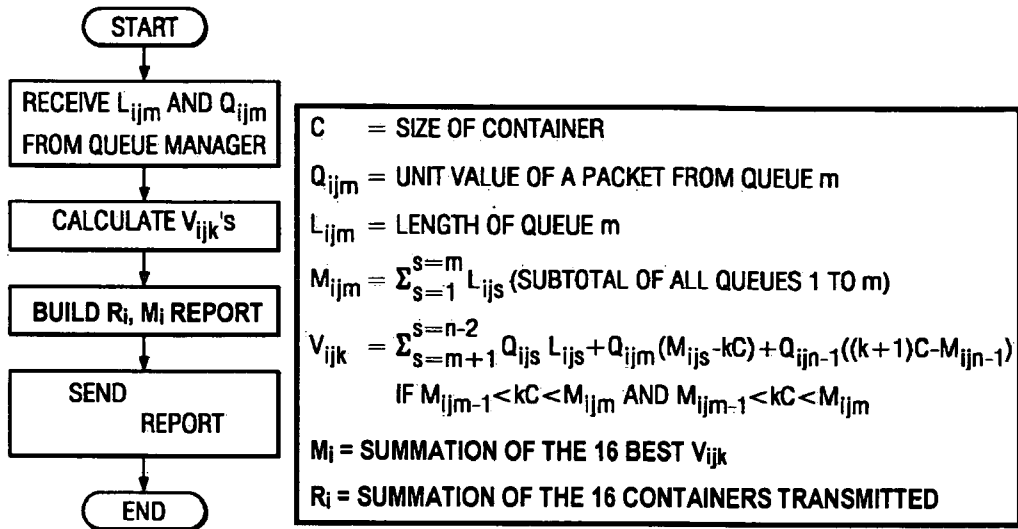 START
RECEIVE L_ijm AND Q_ijm
FROM QUEUE MANAGER
CALCULATE V_ijk'S
BUILD R_i, M_i REPORT
SEND
REPORT
END
C = SIZE OF CONTAINER
Q_ijm = UNIT VALUE OF A PACKET FROM QUEUE m
L_ijm = LENGTH OF QUEUE m
M_ijm = Σ_{s=1}^{s=m} L_ijs (SUBTOTAL OF ALL QUEUES 1 TO m)
V_ijk = Σ_{s=m+1}^{s=n-2} Q_ijs L_ijs+Q_ijm(M_ijs-kC)+Q_ijn-1((k+1)C-M_ijn-1)
IF M_ijm-1<kC<M_ijm AND M_ijm-1<kC<M_ijm
M_i = SUMMATION OF THE 16 BEST V_ijk
R_i = SUMMATION OF THE 16 CONTAINERS TRANSMITTED